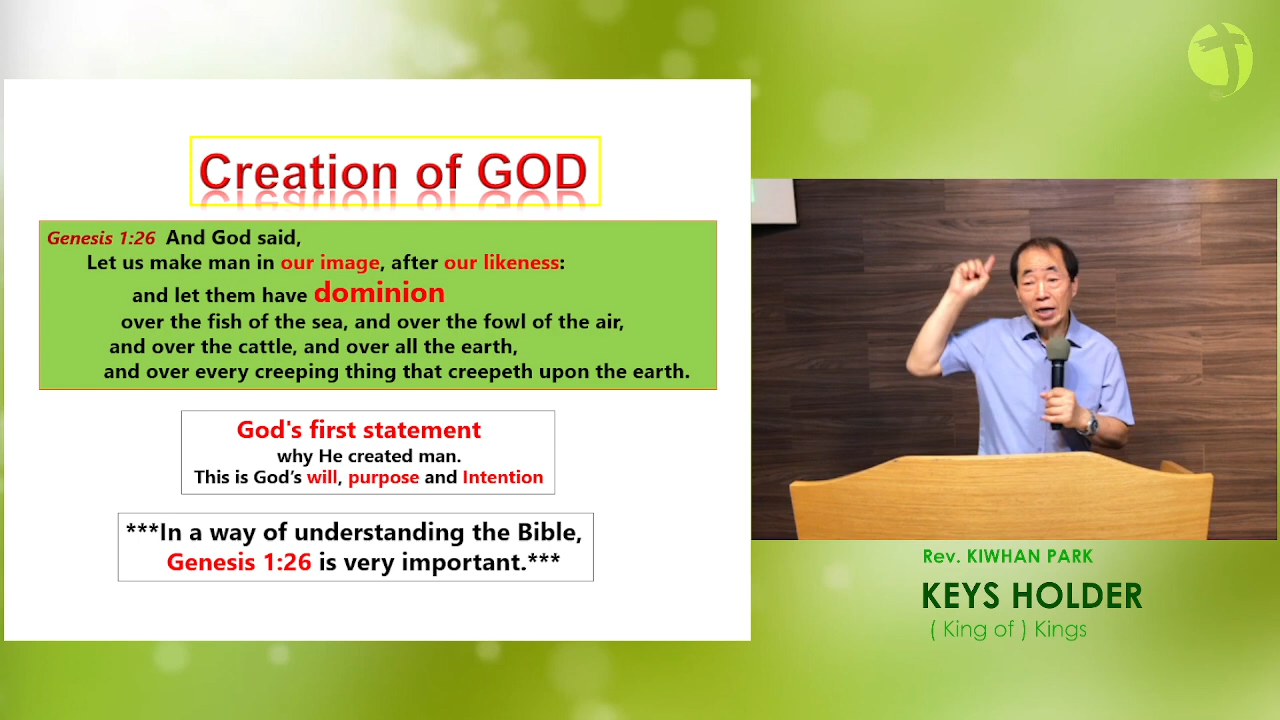 Creation of GOD
Genesis 1:26 And God said,
Let us make man in our image, after our likeness:
and let them have dominion
over the fish of the sea, and over the fowl of the air,
and over the cattle, and over all the earth,
and over every creeping thing that creepeth upon the earth.
God's first statement
why He created man.
This is God’s will, purpose and Intention
***In a way of understanding the Bible,
Genesis 1:26 is very important.***
Rev. KIWHAN PARK
KEYS HOLDER
( King of ) Kings